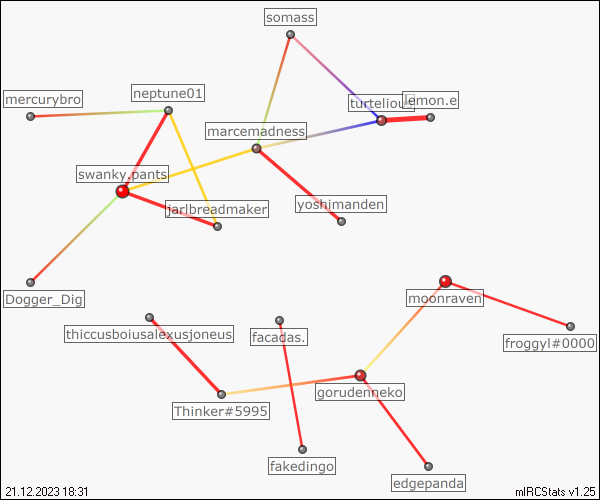 somass
neptune01
mercurybro
lemon.e
marcemadness
swanky.pants
jarlbreadmaker
yoshimanden
Dogger_Dig
moonraven
thiccusboiusalexusjoneus
facadas.
froggyl#0000
gorudenneko
Thinker#5995
fakedingo
edgepanda
21.12.2023 18:31
mIRCStats v1.25